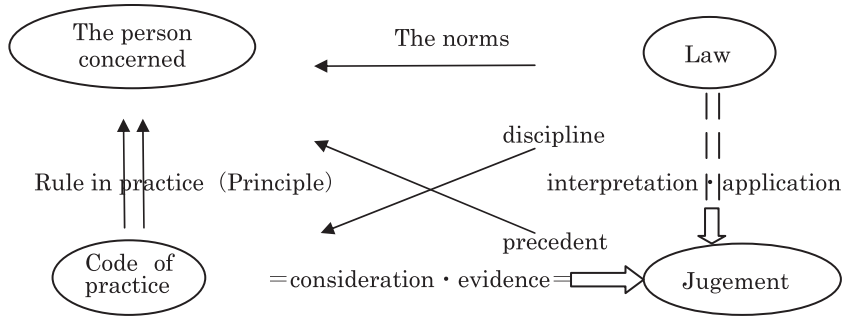 The person
concerned
The norms
Law
discipline
Rule in practice (Principle)
interpretation・application
precedent
Code of
practice
=consideration・evidence=
Jugement